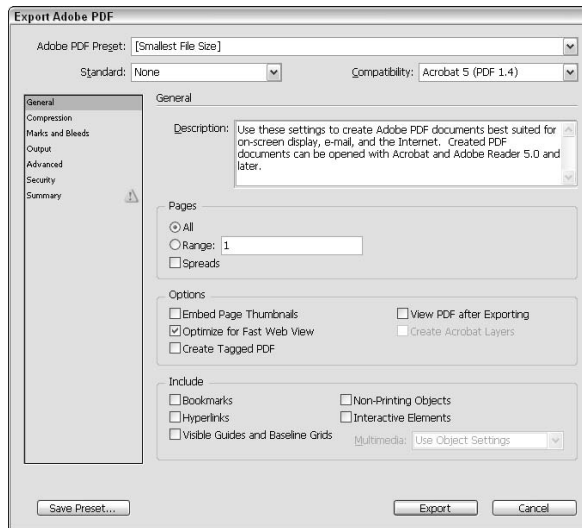 Export Adobe PDF
Adobe PDF Preset: [Smallest File Size]
Standard: None
Compatibility: Acrobat 5 (PDF 1.4)
General
Compression
Marks and Bleeds
Output
Advanced
Security
Summary
General
Description: Use these settings to create Adobe PDF documents best suited for
on-screen display, e-mail, and the Internet. Created PDF
documents can be opened with Acrobat and Adobe Reader 5.0 and
later.
Pages
All
Range: 1
Spreads
Options
Embed Page Thumbnails
View PDF after Exporting
Optimize for Fast Web View
Create Acrobat Layers
Create Tagged PDF
Include
Bookmarks
Non-Printing Objects
Hyperlinks
Interactive Elements
Visible Guides and Baseline Grids
Multimedia: Use Object Settings
Save Preset...
Export
Cancel